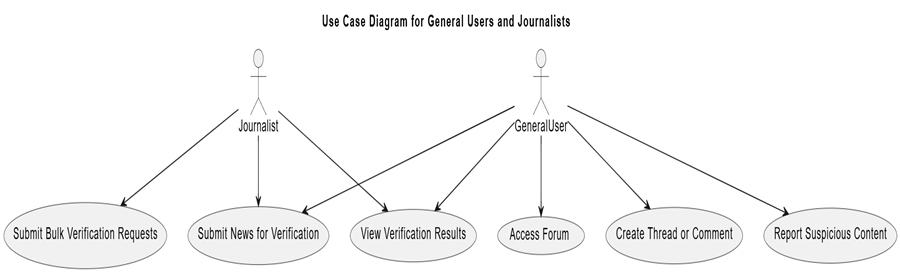 Use Case Diagram for General Users and Journalists
Journalist
GeneralUser
Submit Bulk Verification Requests
Submit News for Verification
View Verification Results
Access Forum
Create Thread or Comment
Report Suspicious Content